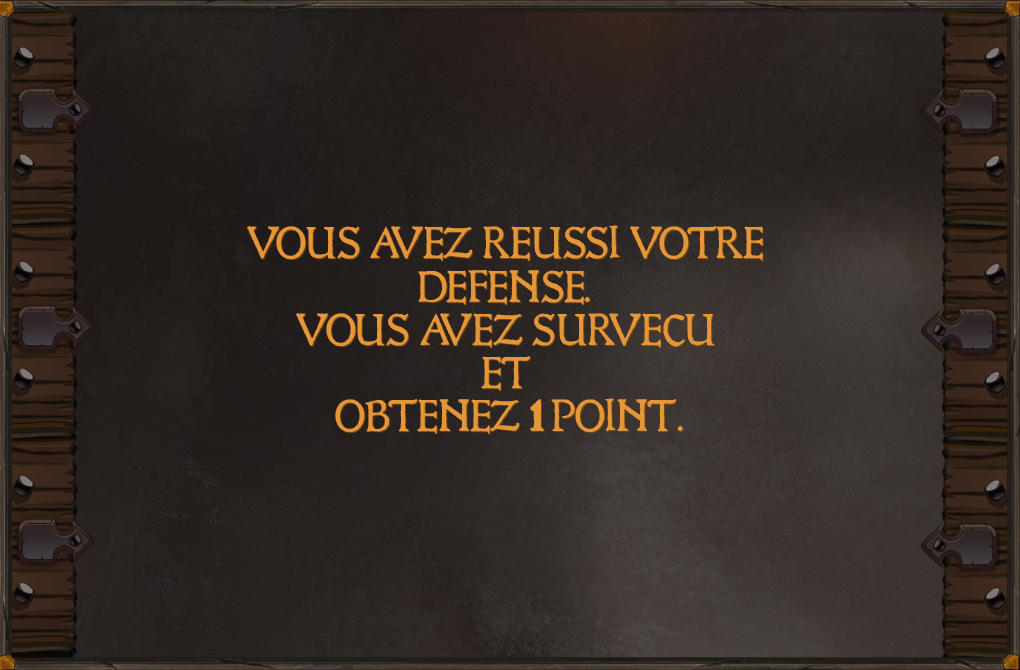 VOUS AVEZ REUSSI VOTRE
DEFENSE.
VOUS AVEZ SURVECU
ET
OBTENEZ 1 POINT.